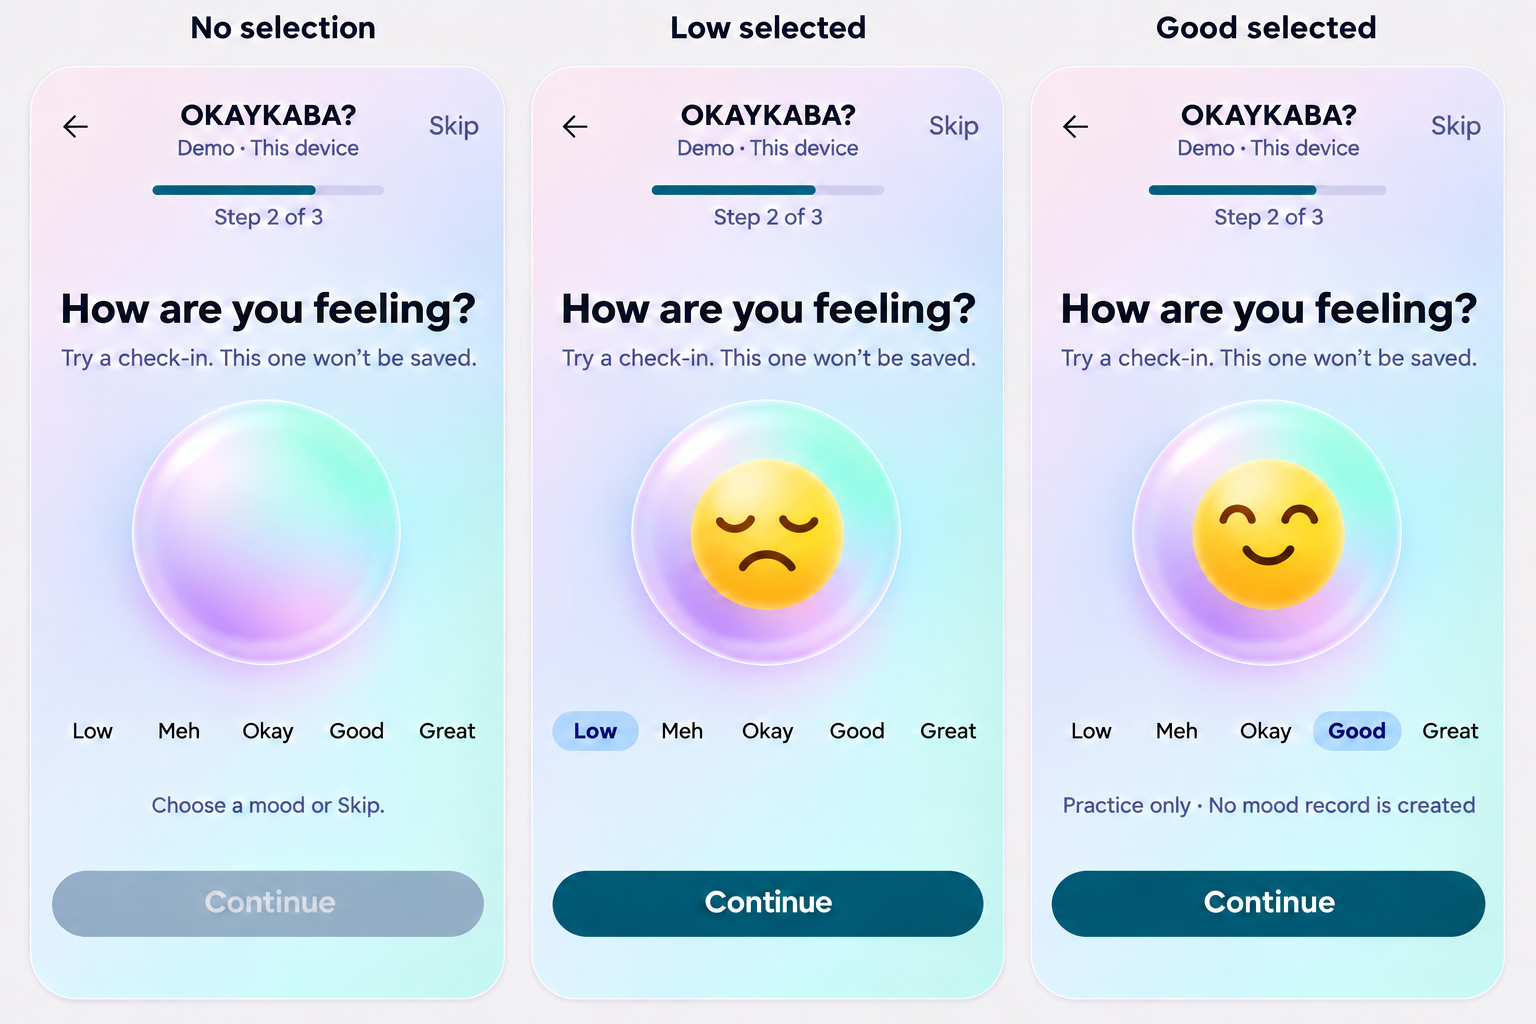 No selection
OKAYKABA?
Skip
Demo · This device
Step 2 of 3
How are you feeling?
Try a check-in. This one won’t be saved.
Low Meh Okay Good Great
Choose a mood or Skip.
Continue
Low selected
OKAYKABA?
Skip
Demo · This device
Step 2 of 3
How are you feeling?
Try a check-in. This one won’t be saved.
Low Meh Okay Good Great
Continue
Good selected
OKAYKABA?
Skip
Demo · This device
Step 2 of 3
How are you feeling?
Try a check-in. This one won’t be saved.
Low Meh Okay Good Great
Practice only · No mood record is created
Continue